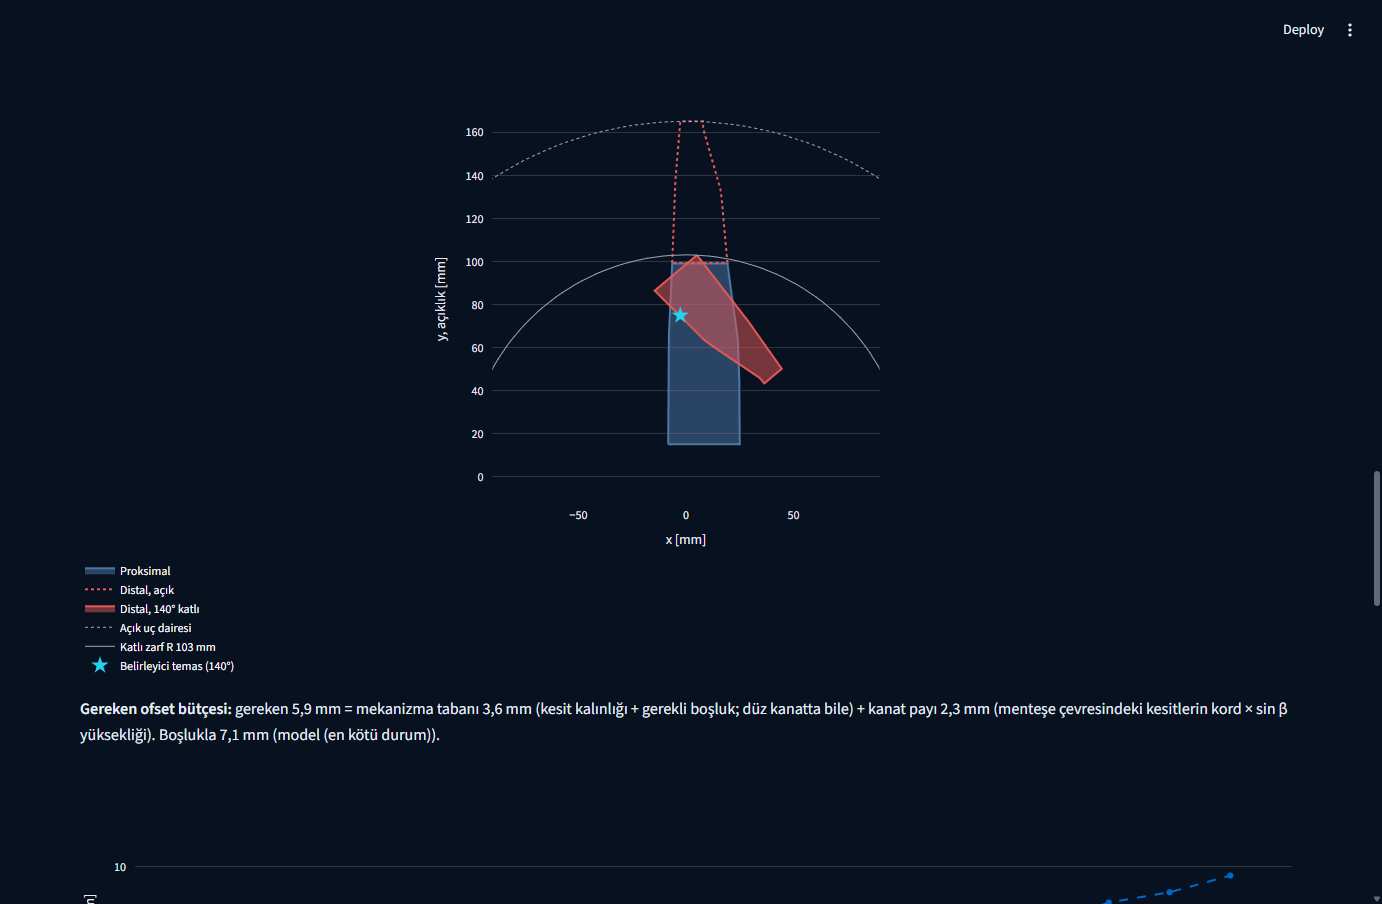 Deploy
160
140
120
100
80
60
40
20
0
y, açıklık [mm]
−50
0
50
x [mm]
Proksimal
Distal, açık
Distal, 140° katlı
Açık uç dairesi
Katlı zarf R 103 mm
Belirleyici temas (140°)
Gereken ofset bütçesi: gereken 5,9 mm = mekanizma tabanı 3,6 mm (kesit kalınlığı + gerekli boşluk; düz kanatta bile) + kanat payı 2,3 mm (menteşe çevresindeki kesitlerin kord × sin β
yüksekliği). Boşlukla 7,1 mm (model (en kötü durum)).
10